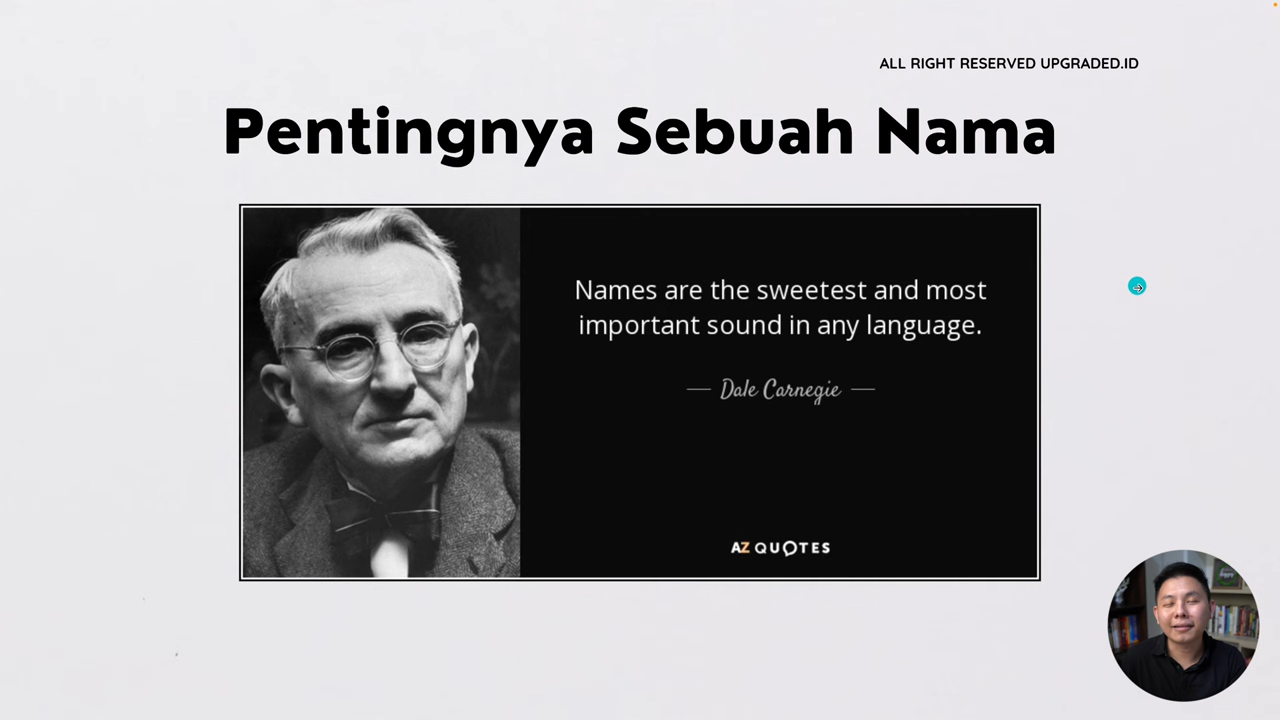 ALL RIGHT RESERVED UPGRADED.ID
Pentingnya Sebuah Nama
Names are the sweetest and most
important sound in any language.
Dale Carnegie
AZ QUOTES